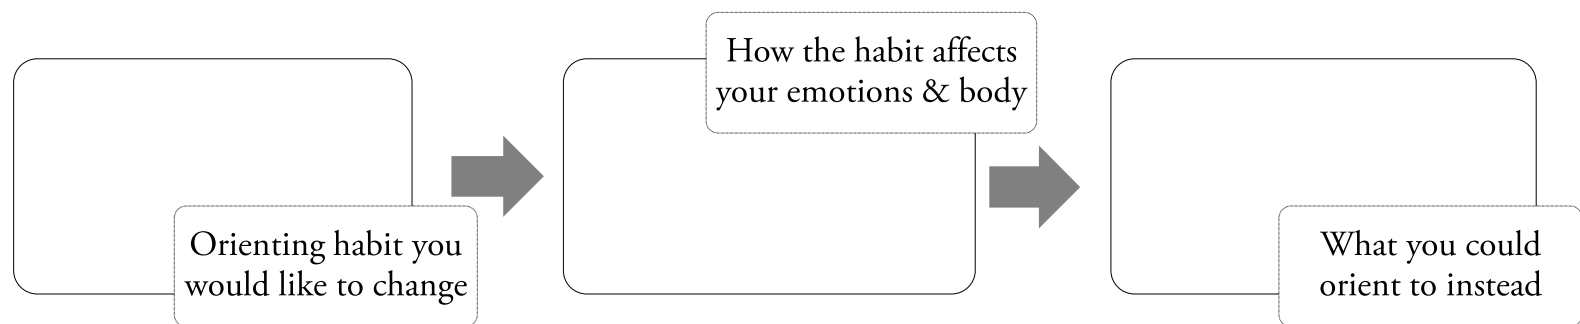 Orienting habit you
would like to change
How the habit affects
your emotions & body
What you could
orient to instead